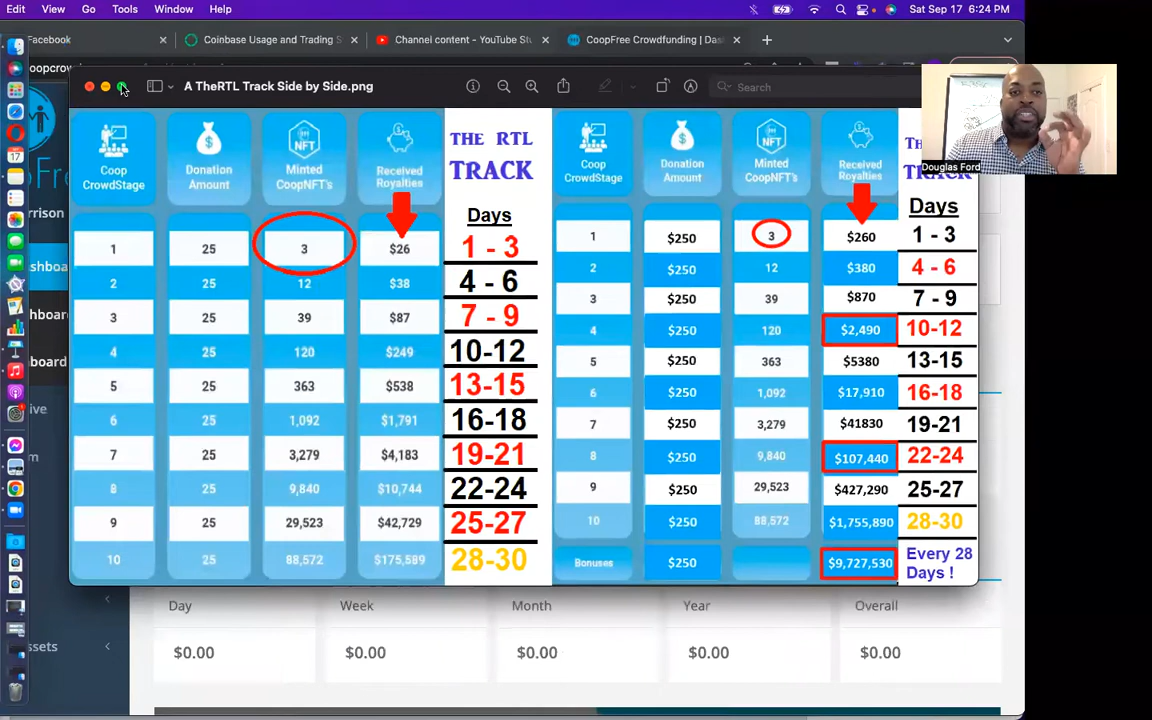 Edit View Go Tools Window Help Sat Sep 17 6:24 PM
Facebook Coinbase Usage and Trading S Channel content - YouTube Stu CoopFree Crowdfunding | Das
A TheRTL Track Side by Side.png Search
Coop CrowdStage Donation Amount NFT Minted CoopNFT's Received Royalties THE RTL TRACK
Days
1 25 3 $26 1 - 3
2 25 12 $38 4 - 6
3 25 39 $87 7 - 9
4 25 120 $249 10-12
5 25 363 $538 13-15
6 25 1,092 $1,791 16-18
7 25 3,279 $4,183 19-21
8 25 9,840 $10,744 22-24
9 25 29,523 $42,729 25-27
10 25 88,572 $175,589 28-30
Coop CrowdStage Donation Amount NFT Minted CoopNFT's Received Royalties
Days
1 $250 3 $260 1 - 3
2 $250 12 $380 4 - 6
3 $250 39 $870 7 - 9
4 $250 120 $2,490 10-12
5 $250 363 $5380 13-15
6 $250 1,092 $17,910 16-18
7 $250 3,279 $41830 19-21
8 $250 9,840 $107,440 22-24
9 $250 29,523 $427,290 25-27
10 $250 88,572 $1,755,890 28-30
Bonuses $250 $9,727,530 Every 28 Days !
Douglas Ford
Day Week Month Year Overall
$0.00 $0.00 $0.00 $0.00 $0.00